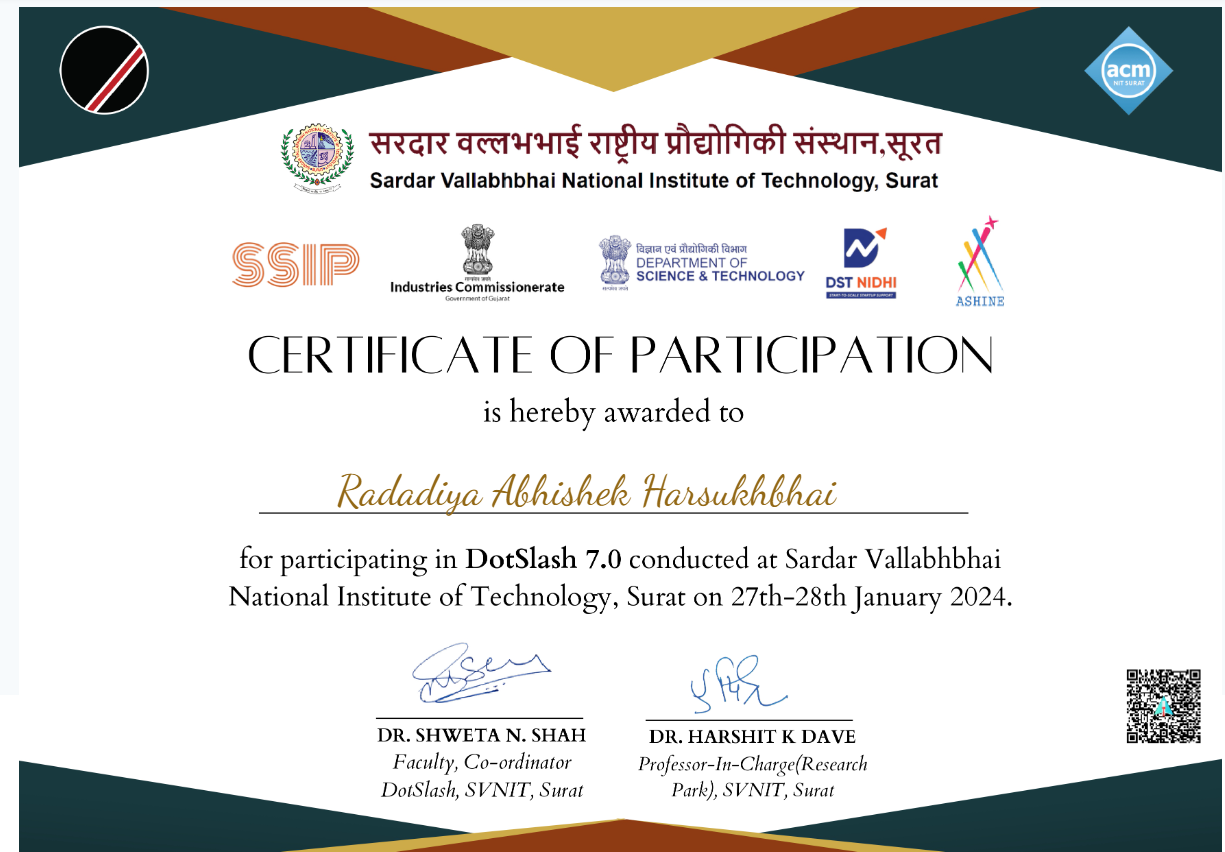 acm
NIT SURAT
सरदार वल्लभभाई राष्ट्रीय प्रौद्योगिकी संस्थान,सूरत
Sardar Vallabhbhai National Institute of Technology, Surat
SSIP
Industries Commissionerate
Government of Gujarat
विज्ञान एवं प्रौद्योगिकी विभाग
DEPARTMENT OF
SCIENCE & TECHNOLOGY
DST NIDHI
START-TO-SCALE STARTUP SUPPORT
ASHINE
CERTIFICATE OF PARTICIPATION
is hereby awarded to
Radadiya Abhishek Harsukhbhai
for participating in DotSlash 7.0 conducted at Sardar Vallabhbhai
National Institute of Technology, Surat on 27th-28th January 2024.
DR. SHWETA N. SHAH
Faculty, Co-ordinator
DotSlash, SVNIT, Surat
DR. HARSHIT K DAVE
Professor-In-Charge(Research
Park), SVNIT, Surat